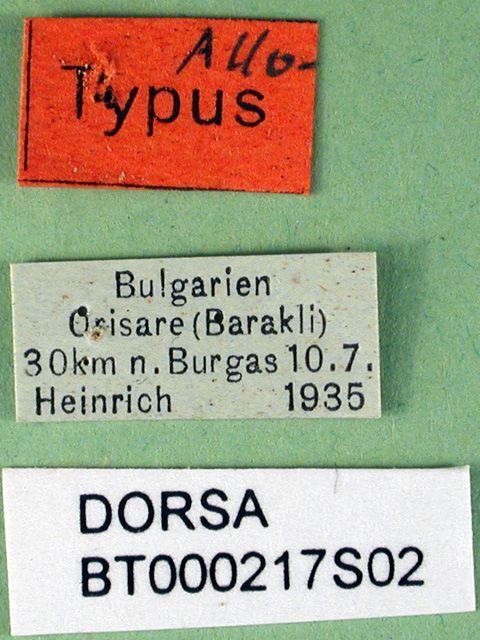 Allo-
Typus
Bulgarien
Orisare (Barakli)
30km n. Burgas 10.7.
Heinrich 1935
DORSA
BT000217S02